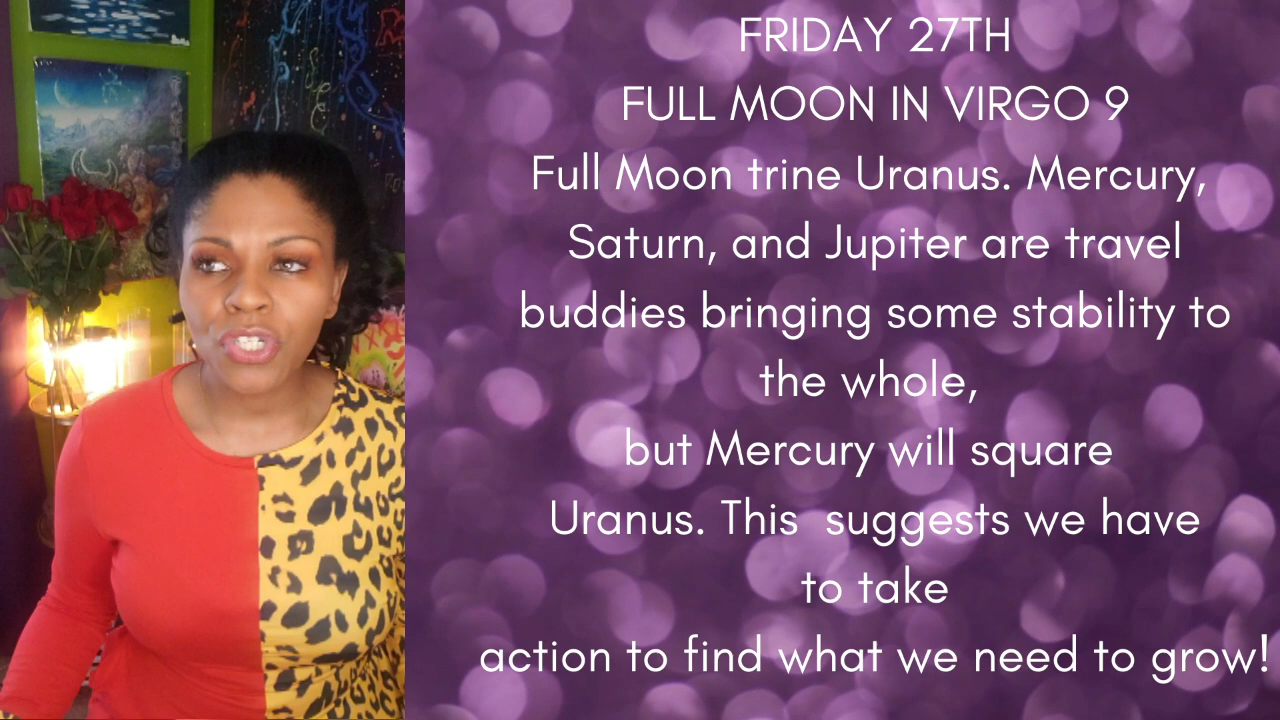 FRIDAY 27TH
FULL MOON IN VIRGO 9
Full Moon trine Uranus. Mercury,
Saturn, and Jupiter are travel
buddies bringing some stability to
the whole,
but Mercury will square
Uranus. This  suggests we have
to take
action to find what we need to grow!